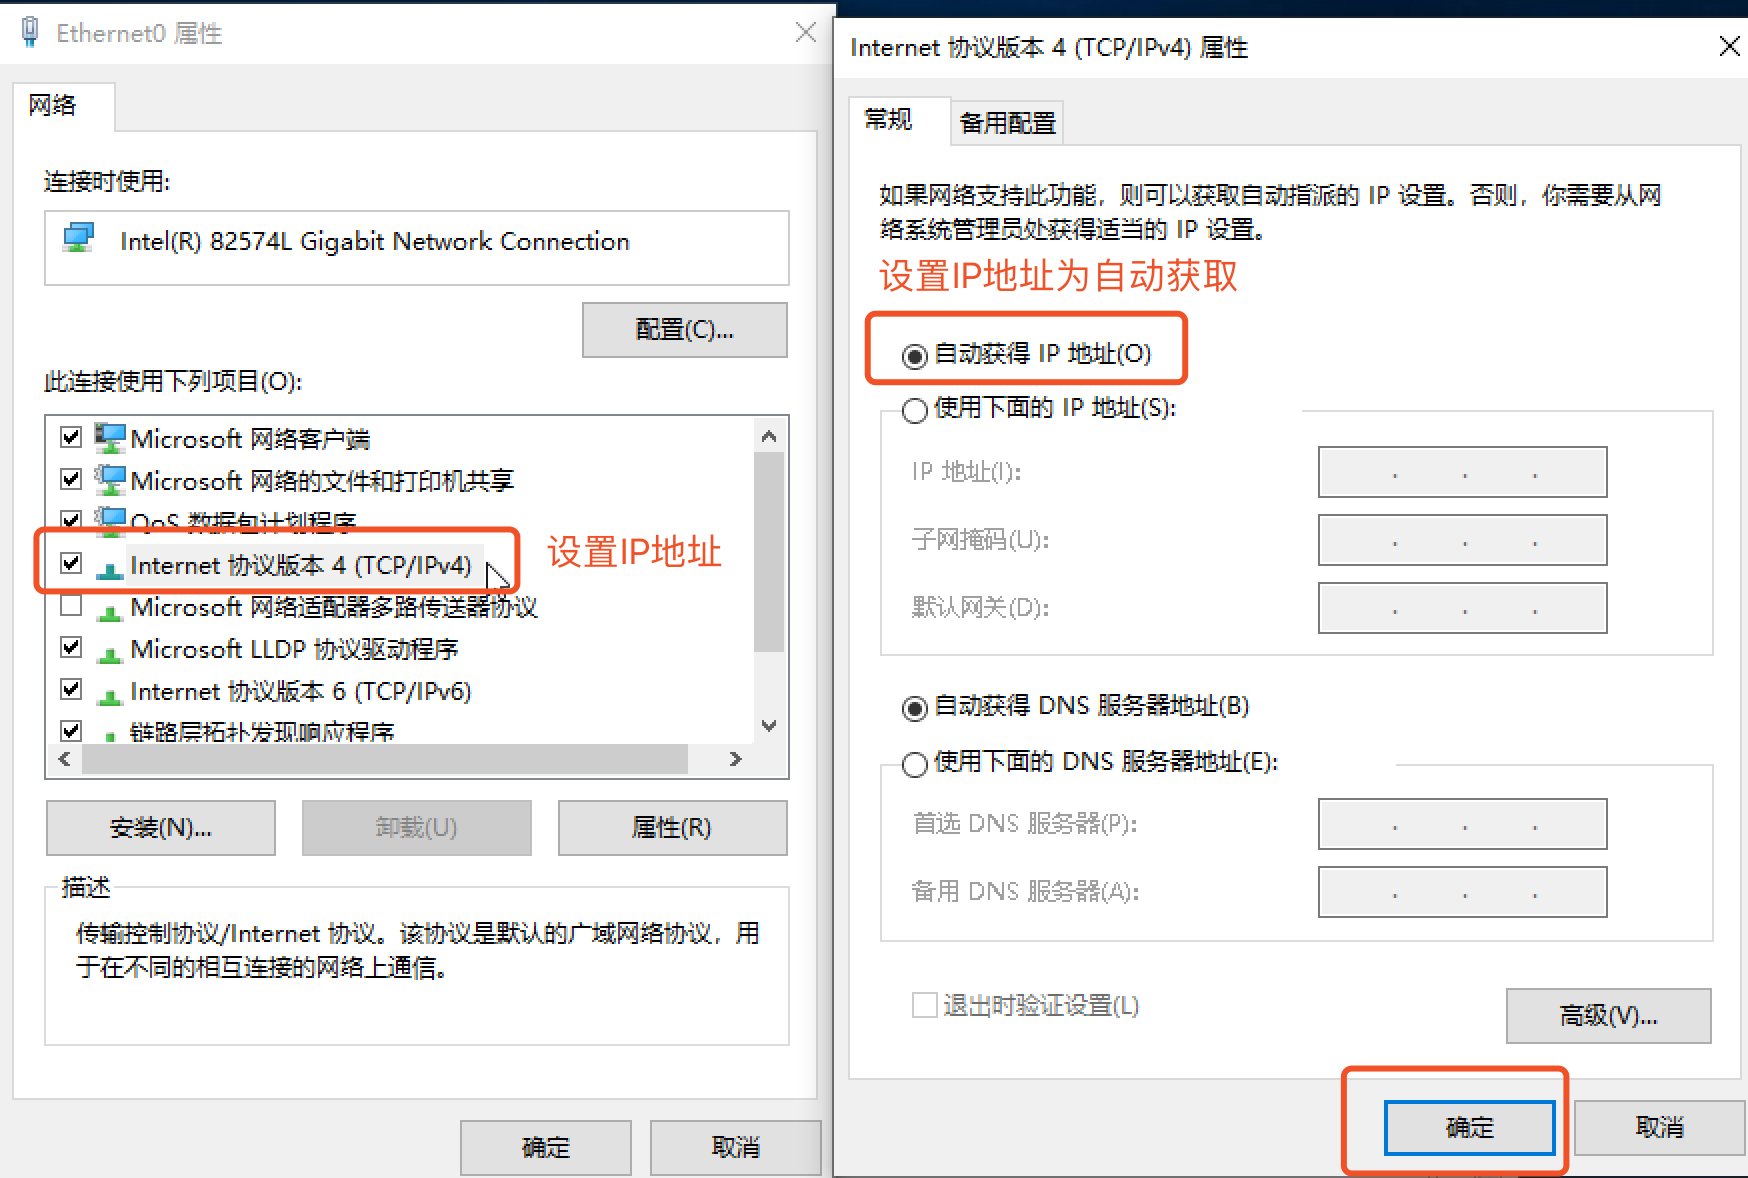 Ethernet0 属性
网络
连接时使用:
Intel(R) 82574L Gigabit Network Connection
配置(C)...
此连接使用下列项目(O):
Microsoft 网络客户端
Microsoft 网络的文件和打印机共享
QoS 数据包计划程序
Internet 协议版本 4 (TCP/IPv4)
设置IP地址
Microsoft 网络适配器多路传送器协议
Microsoft LLDP 协议驱动程序
Internet 协议版本 6 (TCP/IPv6)
链路层拓扑发现响应程序
安装(N)...
卸载(U)
属性(R)
描述
传输控制协议/Internet 协议。该协议是默认的广域网络协议，用
于在不同的相互连接的网络上通信。
确定
取消
Internet 协议版本 4 (TCP/IPv4) 属性
常规
备用配置
如果网络支持此功能，则可以获取自动指派的 IP 设置。否则，你需要从网
络系统管理员处获得适当的 IP 设置。
设置IP地址为自动获取
自动获得 IP 地址(O)
使用下面的 IP 地址(S):
IP 地址(I):
子网掩码(U):
默认网关(D):
自动获得 DNS 服务器地址(B)
使用下面的 DNS 服务器地址(E):
首选 DNS 服务器(P):
备用 DNS 服务器(A):
退出时验证设置(L)
高级(V)...
确定
取消